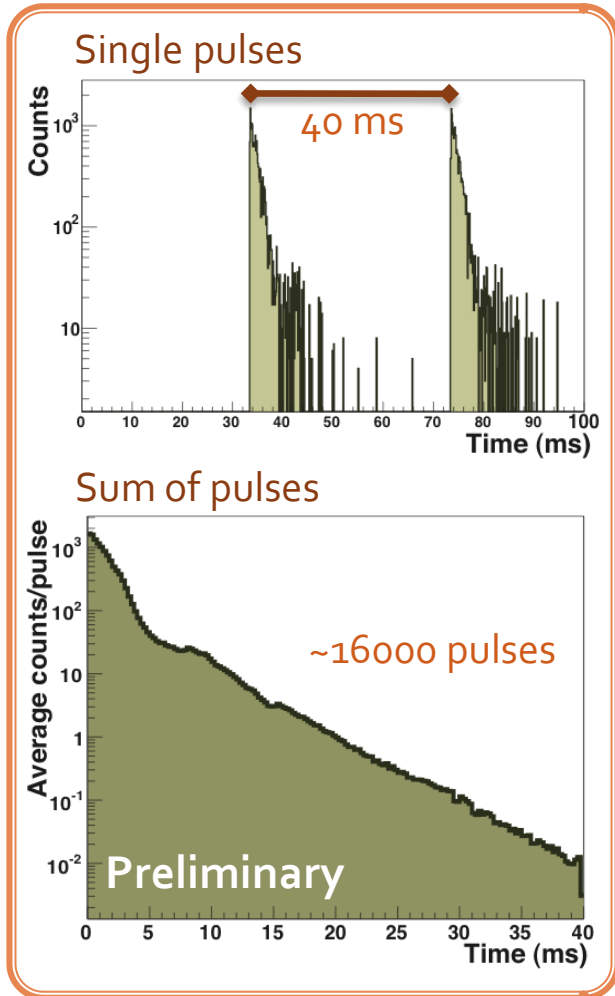 Single pulses
Counts
10³
10²
10
40 ms
0 10 20 30 40 50 60 70 80 90 100
Time (ms)
Sum of pulses
Average counts/pulse
10³
10²
10
1
10⁻¹
10⁻²
~16000 pulses
Preliminary
0 5 10 15 20 25 30 35 40
Time (ms)